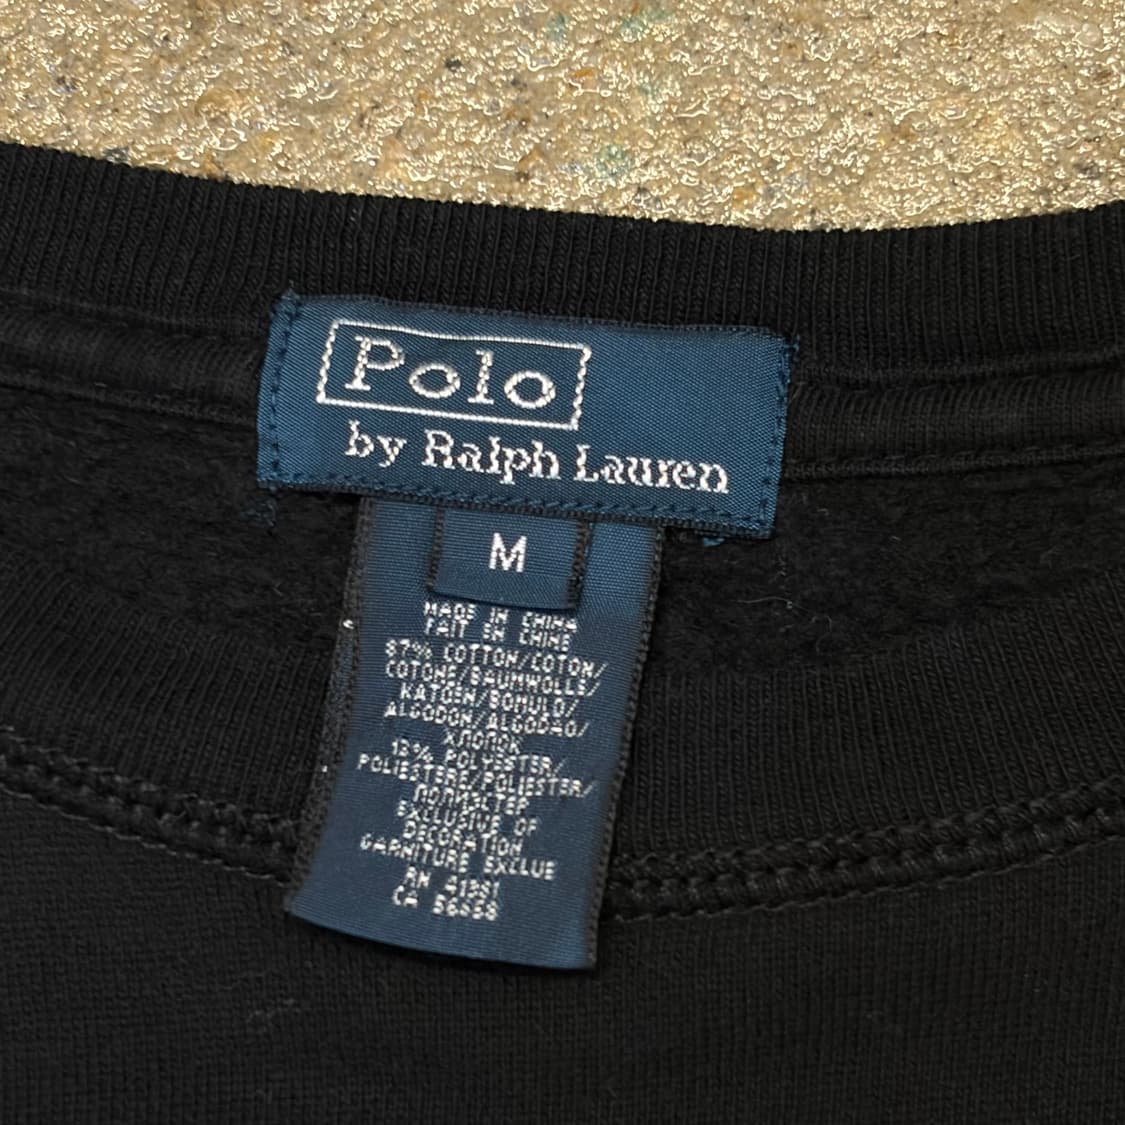 Polo
by Ralph Lauren
M
MADE IN CHINA
FAIT EN CHINE
87% COTTON/COTON/
COTONE/BAUMWOLLE/
KATOEN/BOMULD/
ALGODON/ALGODAO/
ХЛОПОК
13% POLYESTER/
POLIESTERE/POLIESTER/
ПОЛИЭСТЕР
EXCLUSIVE OF
DECORATION
GARNITURE EXCLUE
RN 41381
CA